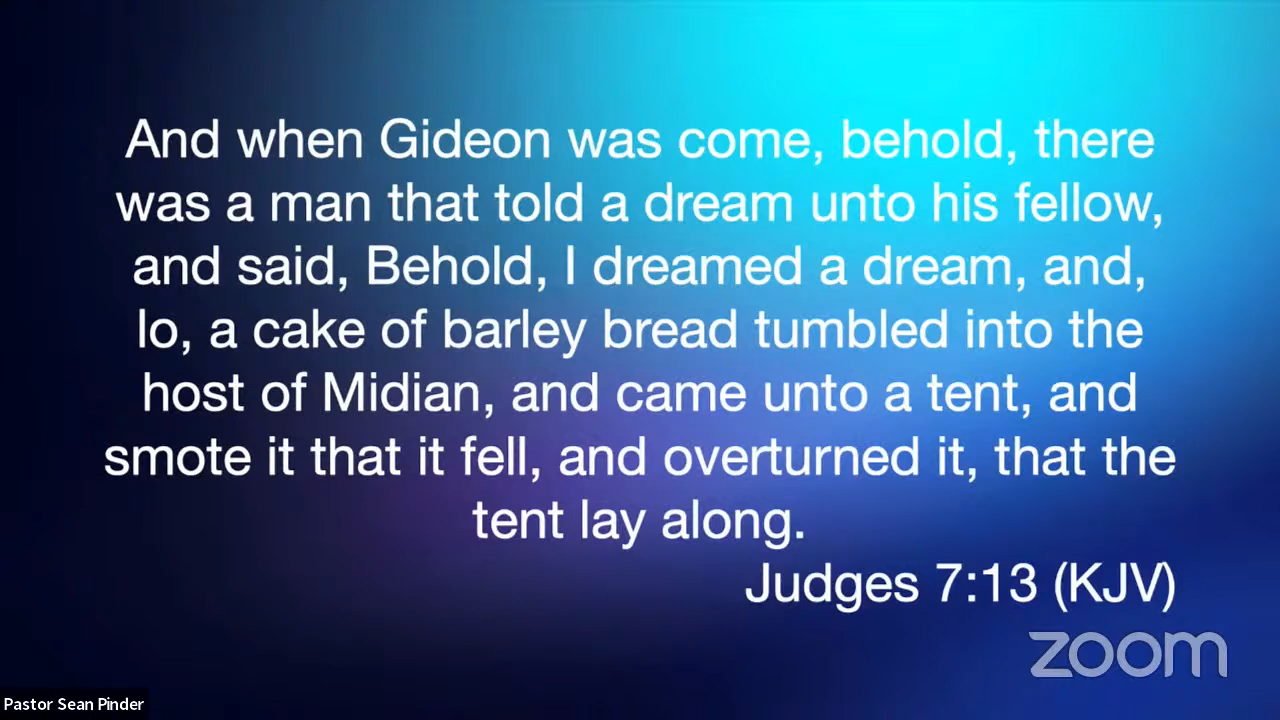 And when Gideon was come, behold, there
was a man that told a dream unto his fellow,
and said, Behold, I dreamed a dream, and,
lo, a cake of barley bread tumbled into the
host of Midian, and came unto a tent, and
smote it that it fell, and overturned it, that the
tent lay along.
Judges 7:13 (KJV)
zoom
Pastor Sean Pinder